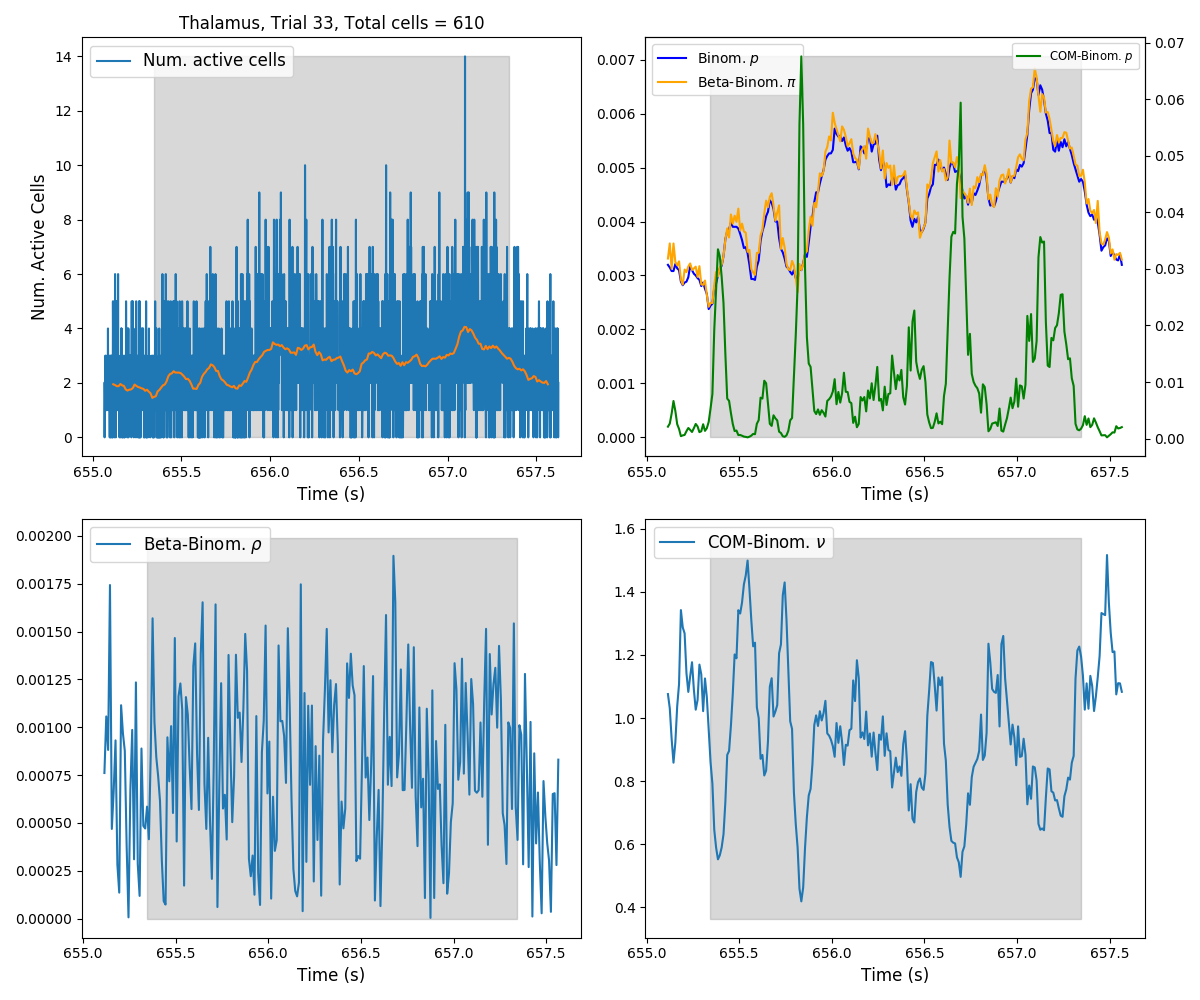 Thalamus, Trial 33, Total cells = 610
Num. active cells
Num. Active Cells
14
12
10
8
6
4
2
0
655.0 655.5 656.0 656.5 657.0 657.5
Time (s)
Binom. p
Beta-Binom. π
COM-Binom. p
0.007
0.006
0.005
0.004
0.003
0.002
0.001
0.000
0.07
0.06
0.05
0.04
0.03
0.02
0.01
0.00
655.0 655.5 656.0 656.5 657.0 657.5
Time (s)
Beta-Binom. ρ
0.00200
0.00175
0.00150
0.00125
0.00100
0.00075
0.00050
0.00025
0.00000
655.0 655.5 656.0 656.5 657.0 657.5
Time (s)
COM-Binom. ν
1.6
1.4
1.2
1.0
0.8
0.6
0.4
655.0 655.5 656.0 656.5 657.0 657.5
Time (s)